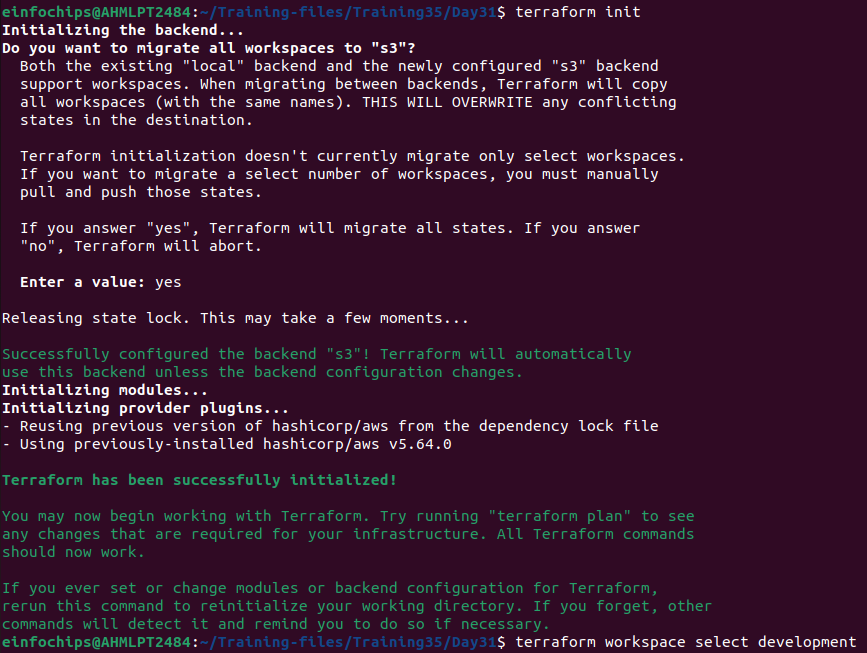 einfochips@AHMLPT2484:~/Training-files/Training35/Day31$ terraform init
Initializing the backend...
Do you want to migrate all workspaces to "s3"?
  Both the existing "local" backend and the newly configured "s3" backend
  support workspaces. When migrating between backends, Terraform will copy
  all workspaces (with the same names). THIS WILL OVERWRITE any conflicting
  states in the destination.

  Terraform initialization doesn't currently migrate only select workspaces.
  If you want to migrate a select number of workspaces, you must manually
  pull and push those states.

  If you answer "yes", Terraform will migrate all states. If you answer
  "no", Terraform will abort.

  Enter a value: yes

Releasing state lock. This may take a few moments...

Successfully configured the backend "s3"! Terraform will automatically
use this backend unless the backend configuration changes.
Initializing modules...
Initializing provider plugins...
- Reusing previous version of hashicorp/aws from the dependency lock file
- Using previously-installed hashicorp/aws v5.64.0

Terraform has been successfully initialized!

You may now begin working with Terraform. Try running "terraform plan" to see
any changes that are required for your infrastructure. All Terraform commands
should now work.

If you ever set or change modules or backend configuration for Terraform,
rerun this command to reinitialize your working directory. If you forget, other
commands will detect it and remind you to do so if necessary.
einfochips@AHMLPT2484:~/Training-files/Training35/Day31$ terraform workspace select development